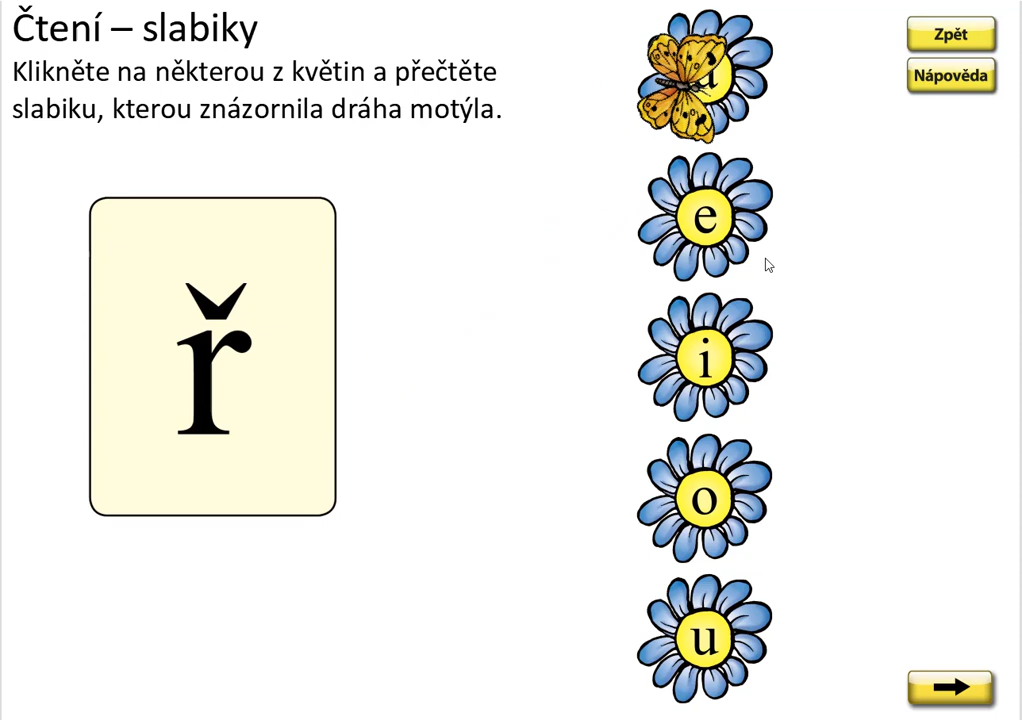 Čtení – slabiky
Klikněte na některou z květin a přečtěte
slabiku, kterou znázornila dráha motýla.
Zpět
Nápověda
ř
e
i
o
u